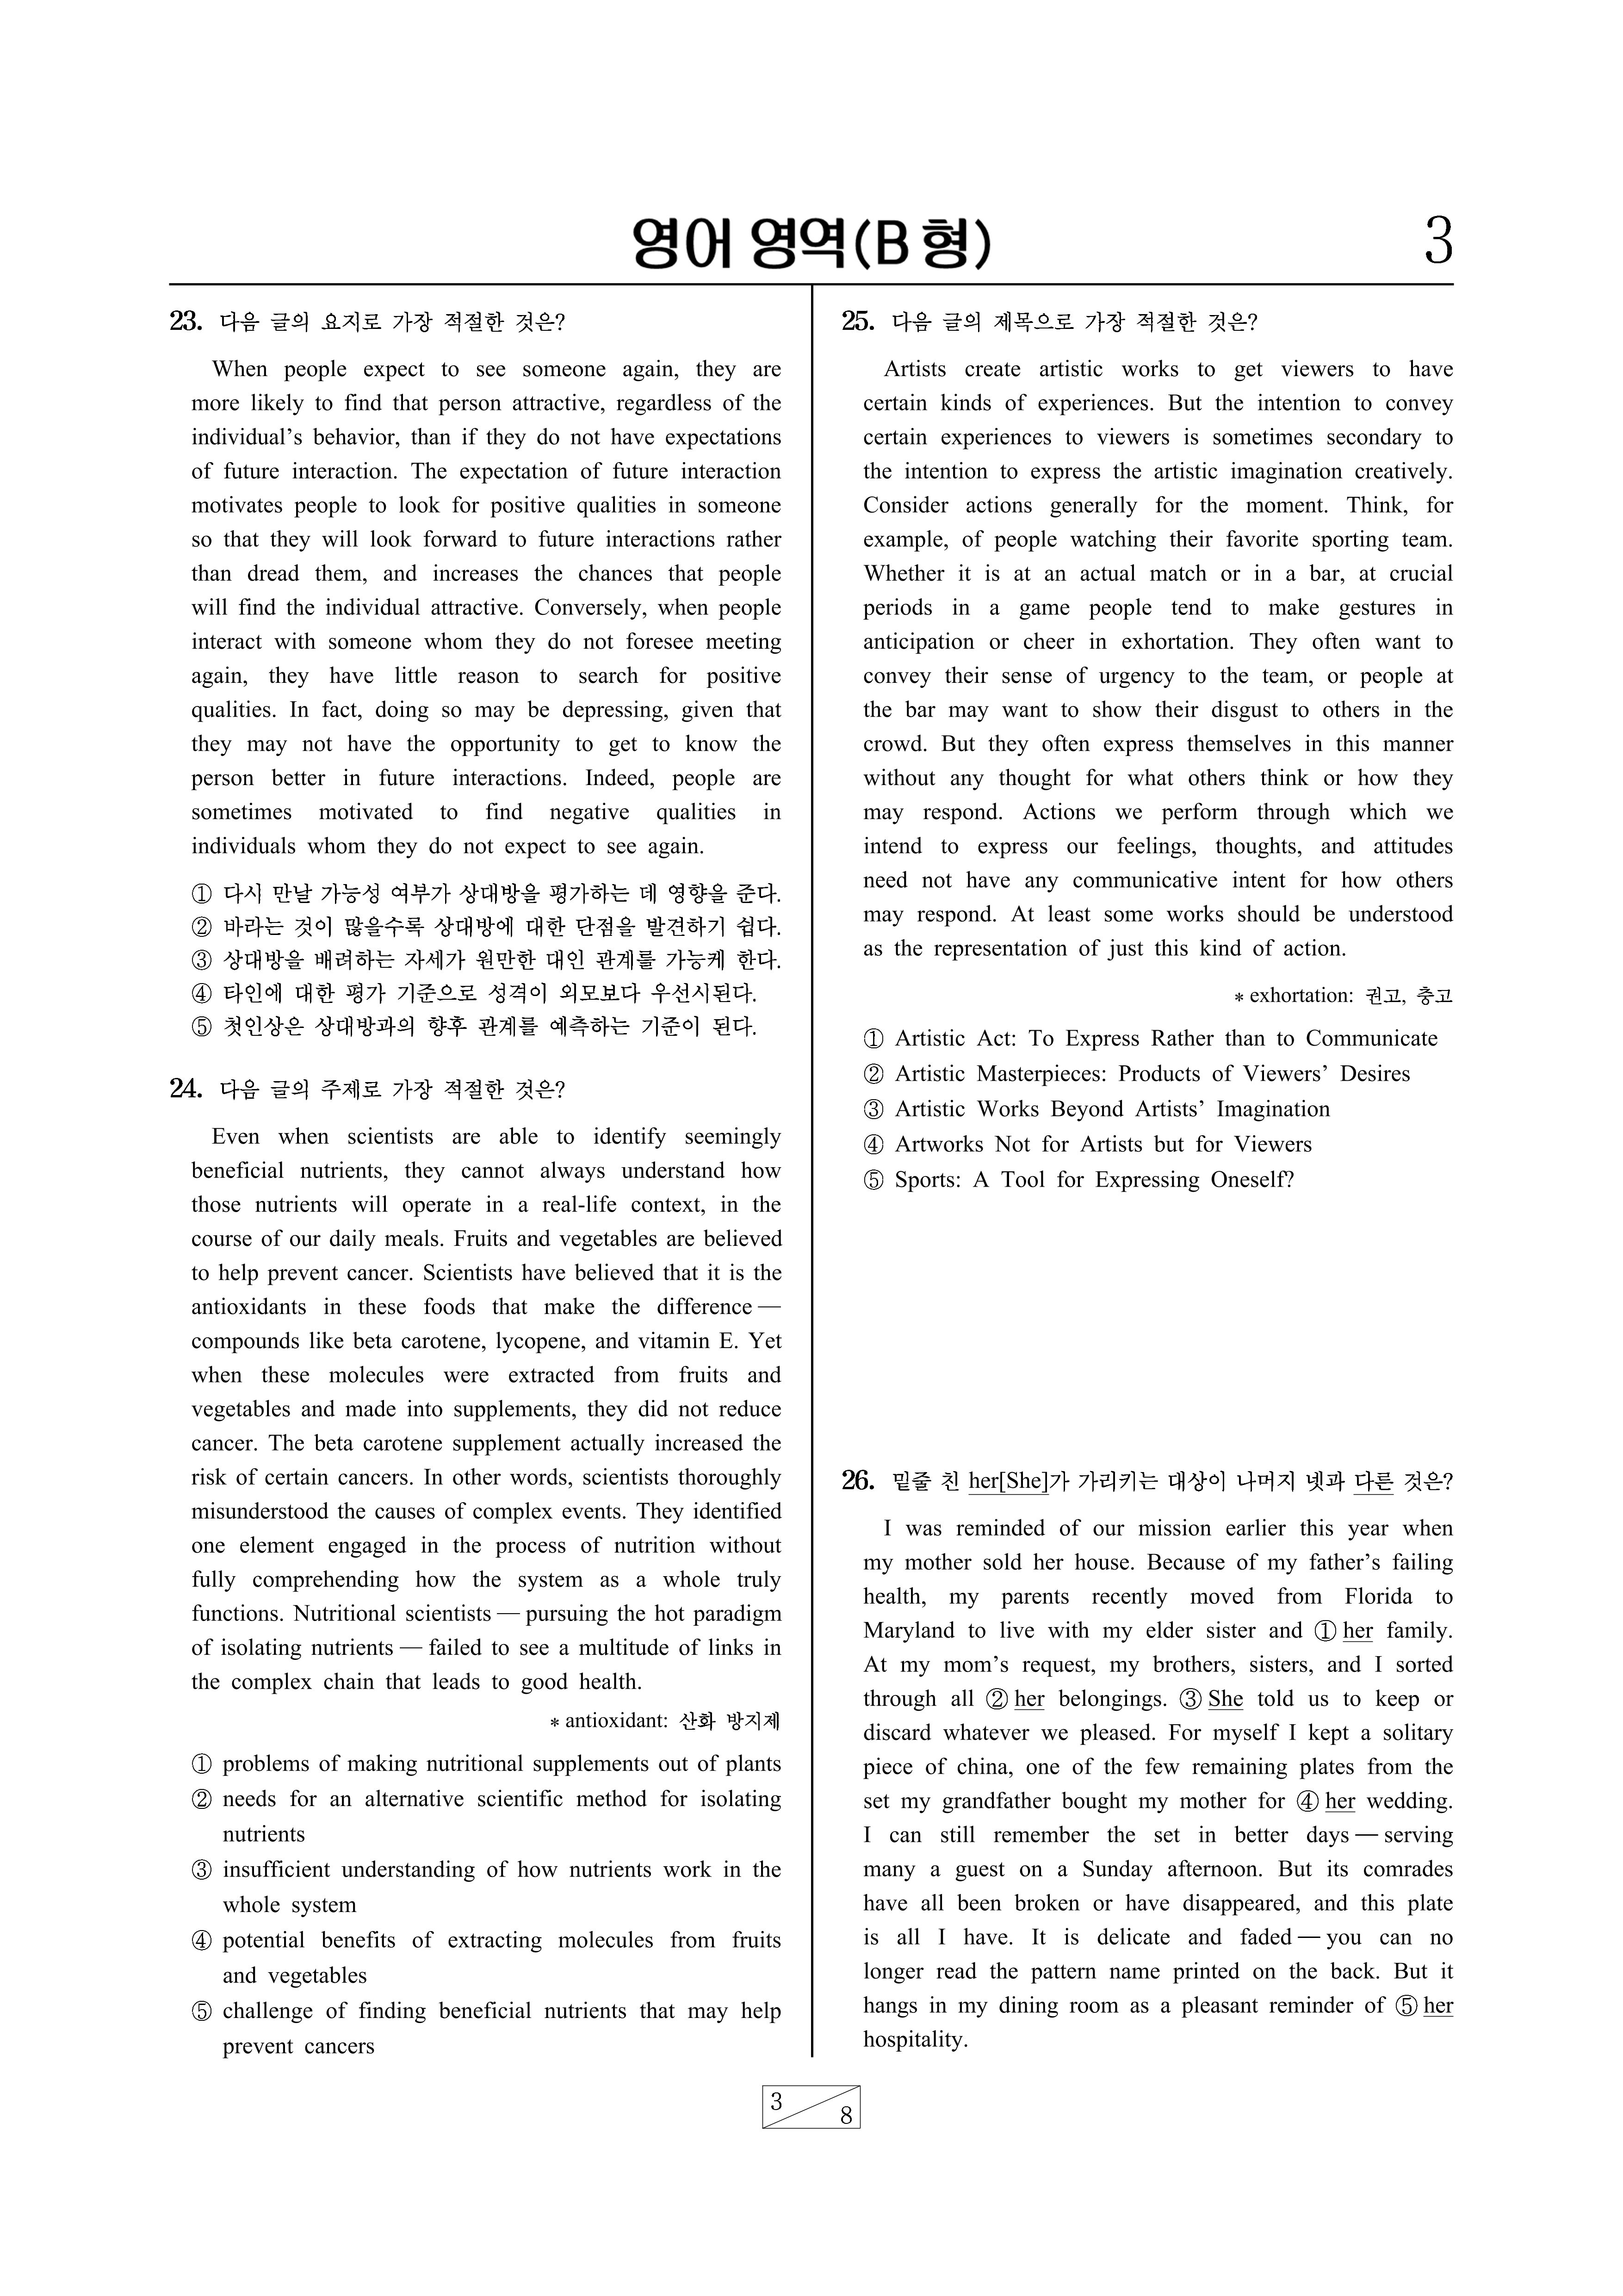 영어 영역(B형)
3
23. 다음 글의 요지로 가장 적절한 것은?
When people expect to see someone again, they are
more likely to find that person attractive, regardless of the
individual's behavior, than if they do not have expectations
of future interaction. The expectation of future interaction
motivates people to look for positive qualities in someone
so that they will look forward to future interactions rather
than dread them, and increases the chances that people
will find the individual attractive. Conversely, when people
interact with someone whom they do not foresee meeting
again, they have little reason to search for positive
qualities. In fact, doing so may be depressing, given that
they may not have the opportunity to get to know the
person better in future interactions. Indeed, people are
sometimes motivated to find negative qualities in
individuals whom they do not expect to see again.
① 다시 만날 가능성 여부가 상대방을 평가하는 데 영향을 준다.
② 바라는 것이 많을수록 상대방에 대한 단점을 발견하기 쉽다.
③ 상대방을 배려하는 자세가 원만한 대인 관계를 가능케 한다.
④ 타인에 대한 평가 기준으로 성격이 외모보다 우선시된다.
⑤ 첫인상은 상대방과의 향후 관계를 예측하는 기준이 된다.
24. 다음 글의 주제로 가장 적절한 것은?
Even when scientists are able to identify seemingly
beneficial nutrients, they cannot always understand how
those nutrients will operate in a real-life context, in the
course of our daily meals. Fruits and vegetables are believed
to help prevent cancer. Scientists have believed that it is the
antioxidants in these foods that make the difference —
compounds like beta carotene, lycopene, and vitamin E. Yet
when these molecules were extracted from fruits and
vegetables and made into supplements, they did not reduce
cancer. The beta carotene supplement actually increased the
risk of certain cancers. In other words, scientists thoroughly
misunderstood the causes of complex events. They identified
one element engaged in the process of nutrition without
fully comprehending how the system as a whole truly
functions. Nutritional scientists — pursuing the hot paradigm
of isolating nutrients — failed to see a multitude of links in
the complex chain that leads to good health.
* antioxidant: 산화 방지제
① problems of making nutritional supplements out of plants
② needs for an alternative scientific method for isolating
nutrients
③ insufficient understanding of how nutrients work in the
whole system
④ potential benefits of extracting molecules from fruits
and vegetables
⑤ challenge of finding beneficial nutrients that may help
prevent cancers
25. 다음 글의 제목으로 가장 적절한 것은?
Artists create artistic works to get viewers to have
certain kinds of experiences. But the intention to convey
certain experiences to viewers is sometimes secondary to
the intention to express the artistic imagination creatively.
Consider actions generally for the moment. Think, for
example, of people watching their favorite sporting team.
Whether it is at an actual match or in a bar, at crucial
periods in a game people tend to make gestures in
anticipation or cheer in exhortation. They often want to
convey their sense of urgency to the team, or people at
the bar may want to show their disgust to others in the
crowd. But they often express themselves in this manner
without any thought for what others think or how they
may respond. Actions we perform through which we
intend to express our feelings, thoughts, and attitudes
need not have any communicative intent for how others
may respond. At least some works should be understood
as the representation of just this kind of action.
* exhortation: 권고, 충고
① Artistic Act: To Express Rather than to Communicate
② Artistic Masterpieces: Products of Viewers' Desires
③ Artistic Works Beyond Artists' Imagination
④ Artworks Not for Artists but for Viewers
⑤ Sports: A Tool for Expressing Oneself?
26. 밑줄 친 her[She]가 가리키는 대상이 나머지 넷과 다른 것은?
I was reminded of our mission earlier this year when
my mother sold her house. Because of my father's failing
health, my parents recently moved from Florida to
Maryland to live with my elder sister and ① her family.
At my mom's request, my brothers, sisters, and I sorted
through all ② her belongings. ③ She told us to keep or
discard whatever we pleased. For myself I kept a solitary
piece of china, one of the few remaining plates from the
set my grandfather bought my mother for ④ her wedding.
I can still remember the set in better days — serving
many a guest on a Sunday afternoon. But its comrades
have all been broken or have disappeared, and this plate
is all I have. It is delicate and faded — you can no
longer read the pattern name printed on the back. But it
hangs in my dining room as a pleasant reminder of ⑤ her
hospitality.
3
8